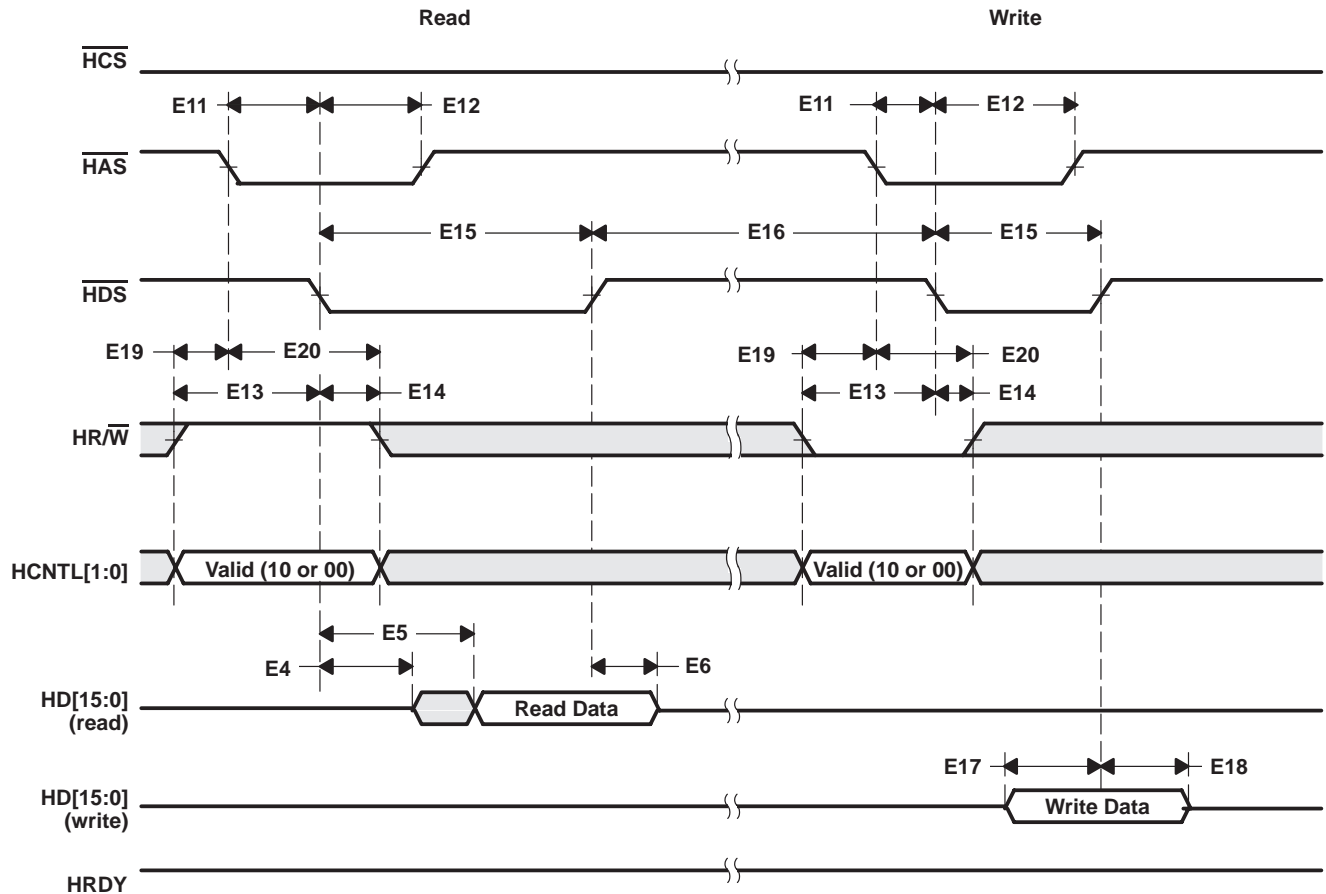 Read Write
HCS
E11 E12 E11 E12
HAS
E15 E16 E15
HDS
E19 E20 E19 E20
E13 E14 E13 E14
HR/W
HCNTL[1:0] Valid (10 or 00) Valid (10 or 00)
E5
E4 E6
HD[15:0]
(read)
Read Data
E17 E18
HD[15:0]
(write)
Write Data
HRDY